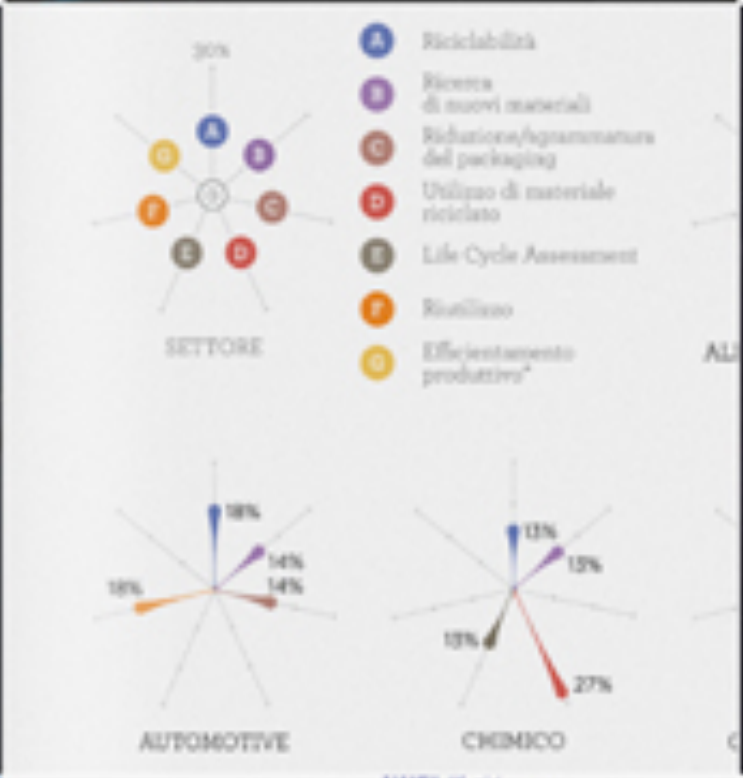 30%
A
Riciclabilità
B
Ricerca
di nuovi materiali
C
Riduzione/sgrammatura
del packaging
D
Utilizzo di materiale
riciclato
E
Life Cycle Assessment
F
Riutilizzo
G
Efficientamento
produttivo*
A
B
C
D
E
F
G
SETTORE
AL
18%
14%
14%
18%
AUTOMOTIVE
13%
13%
27%
13%
CHIMICO